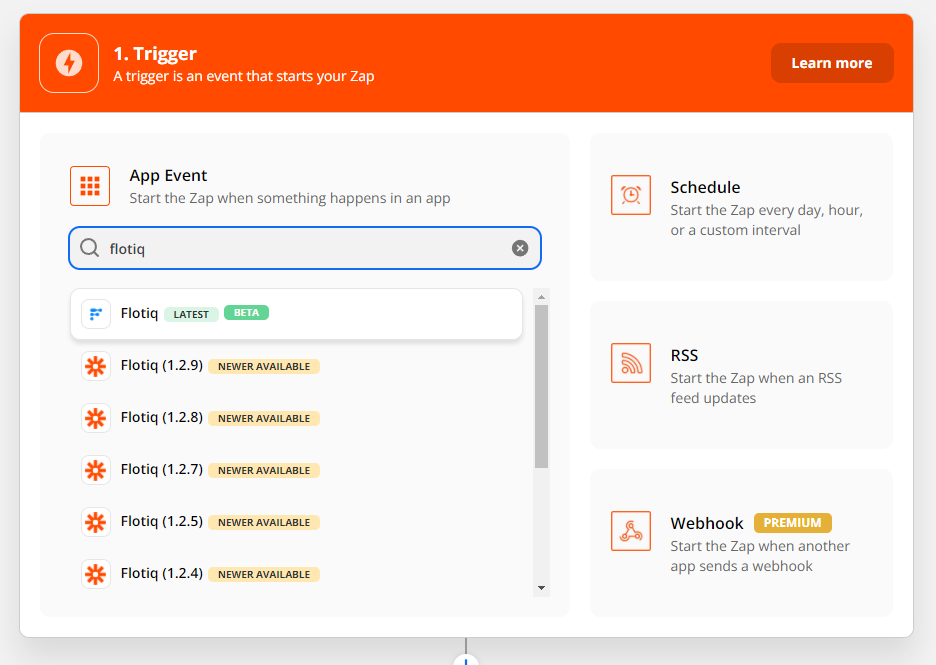 1. Trigger
A trigger is an event that starts your Zap
Learn more
App Event
Start the Zap when something happens in an app
flotiq
Flotiq LATEST BETA
Flotiq (1.2.9) NEWER AVAILABLE
Flotiq (1.2.8) NEWER AVAILABLE
Flotiq (1.2.7) NEWER AVAILABLE
Flotiq (1.2.5) NEWER AVAILABLE
Flotiq (1.2.4) NEWER AVAILABLE
Schedule
Start the Zap every day, hour,
or a custom interval
RSS
Start the Zap when an RSS
feed updates
Webhook PREMIUM
Start the Zap when another
app sends a webhook